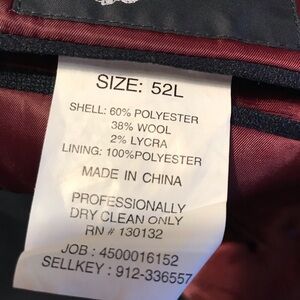 SIZE: 52L
SHELL: 60% POLYESTER
38% WOOL
2% LYCRA
LINING: 100%POLYESTER
MADE IN CHINA
PROFESSIONALLY
DRY CLEAN ONLY
RN # 130132
JOB : 4500016152
SELLKEY : 912-336557